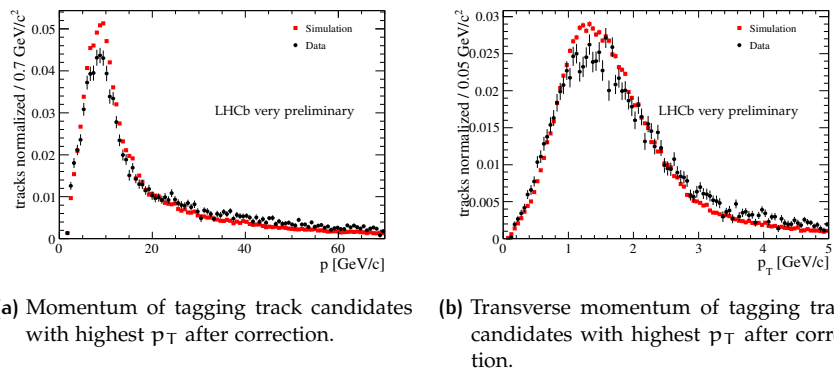 tracks normalized / 0.7 GeV/c²
0.05
0.04
0.03
0.02
0.01
0
0
20
40
60
p [GeV/c]
Simulation
Data
LHCb very preliminary
tracks normalized / 0.05 GeV/c²
0.03
0.025
0.02
0.015
0.01
0.005
0
0
1
2
3
4
5
p_T [GeV/c]
Simulation
Data
LHCb very preliminary
(a) Momentum of tagging track candidates
with highest p_T after correction.
(b) Transverse momentum of tagging tra
candidates with highest p_T after corre
tion.